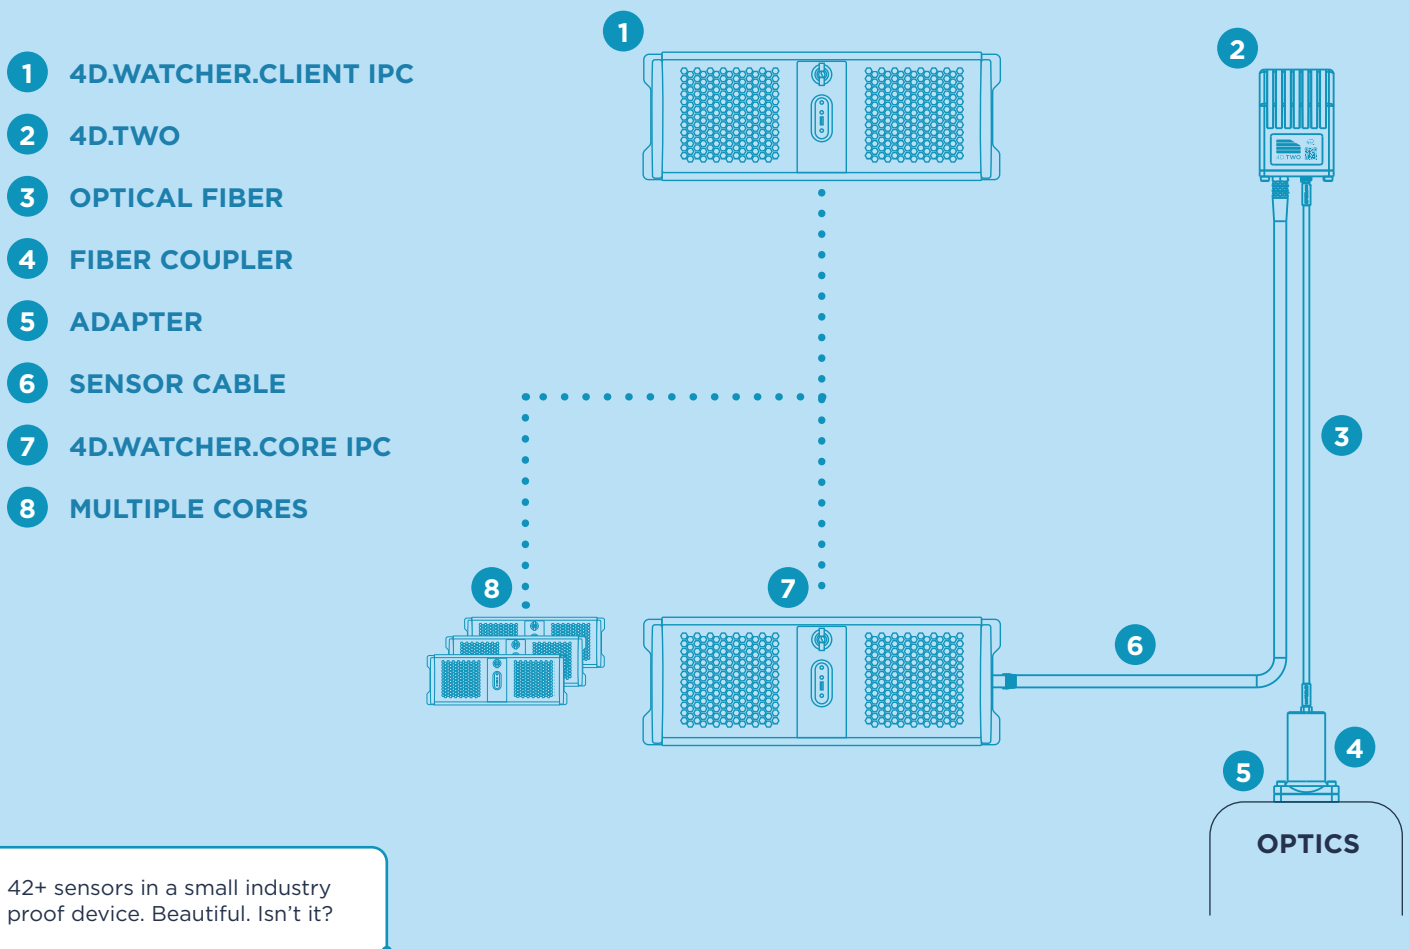 1 4D.WATCHER.CLIENT IPC
2 4D.TWO
3 OPTICAL FIBER
4 FIBER COUPLER
5 ADAPTER
6 SENSOR CABLE
7 4D.WATCHER.CORE IPC
8 MULTIPLE CORES
1
2
4D TWO
3
8
7
6
4
5
OPTICS
42+ sensors in a small industry
proof device. Beautiful. Isn’t it?